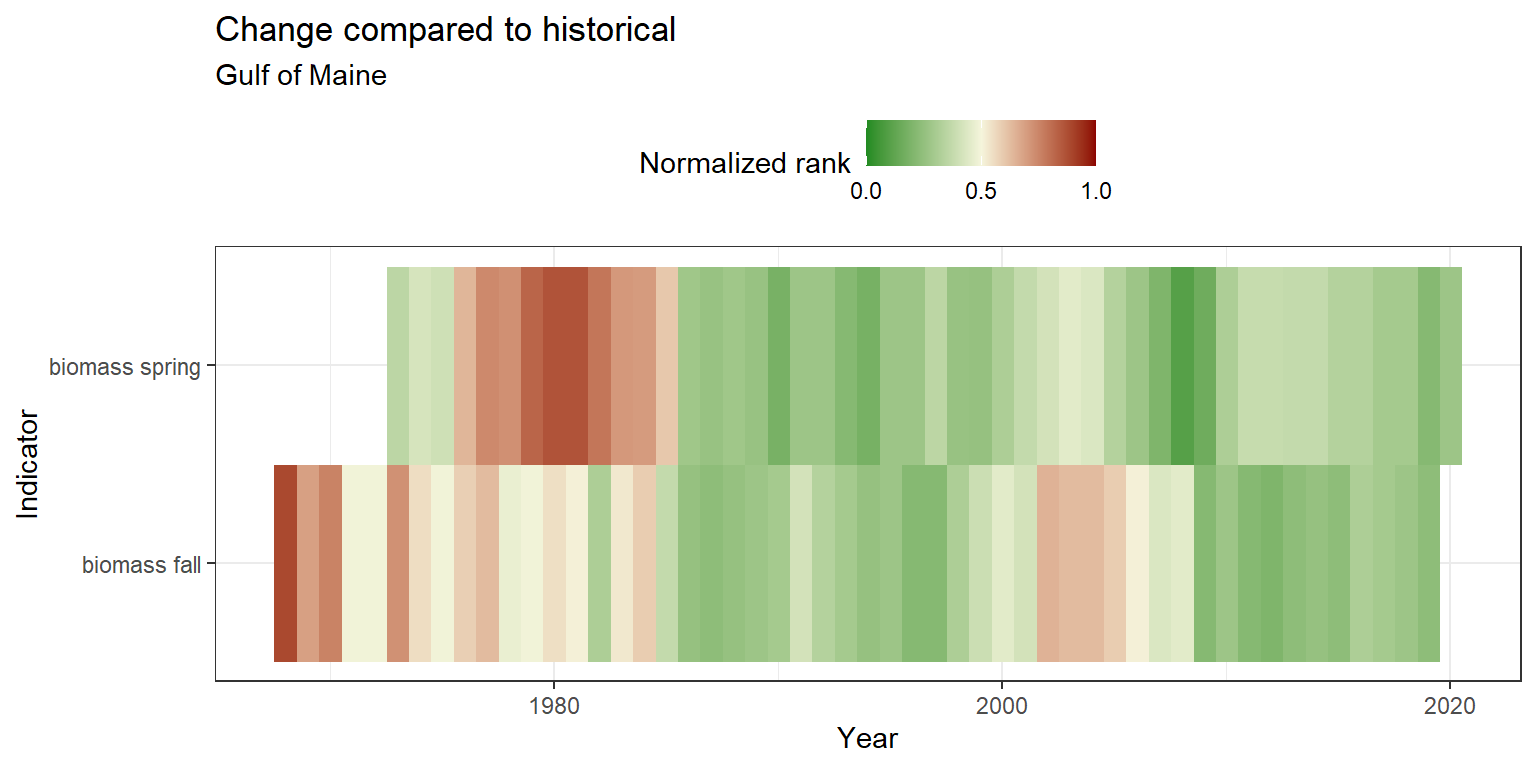 Change compared to historical
Gulf of Maine
Normalized rank
0.0 0.5 1.0
biomass spring
biomass fall
Indicator
1980 2000 2020
Year